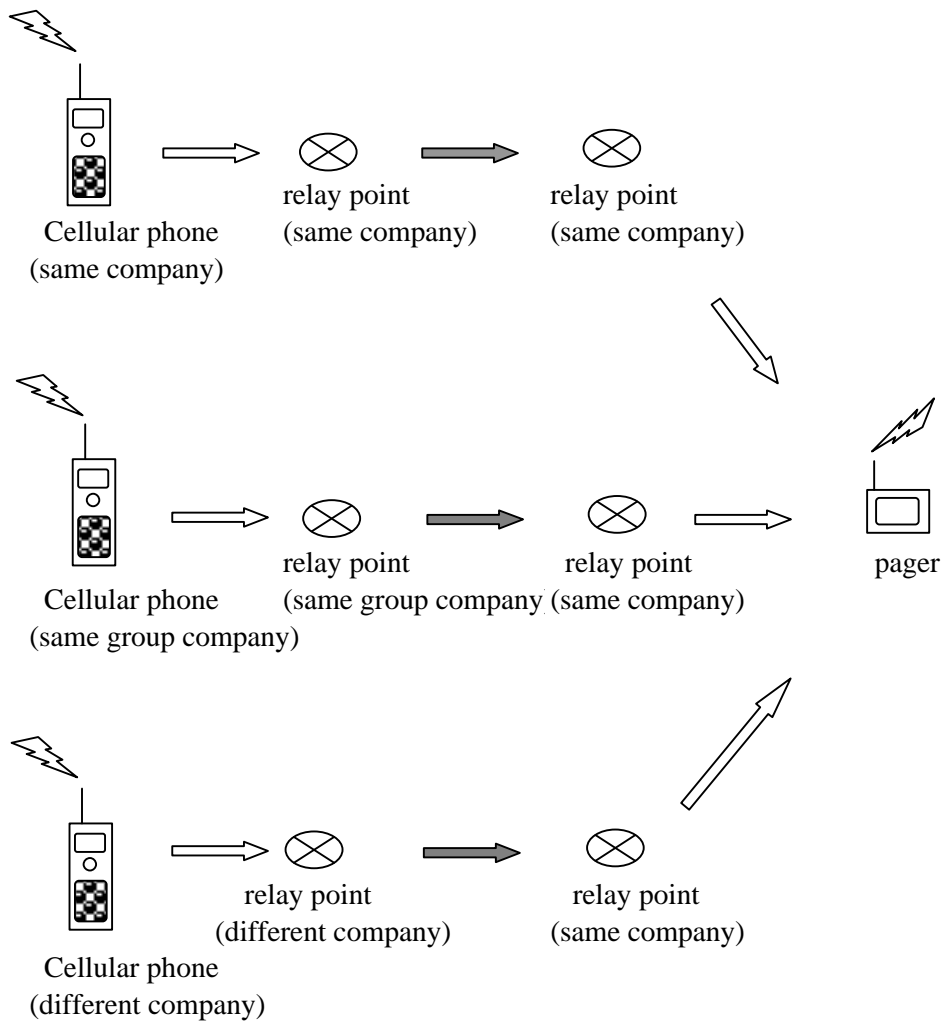 relay point
(same company)
relay point
(same company)
Cellular phone
(same company)
relay point
(same group company
relay point
(same company)
pager
Cellular phone
(same group company)
relay point
(different company)
relay point
(same company)
Cellular phone
(different company)